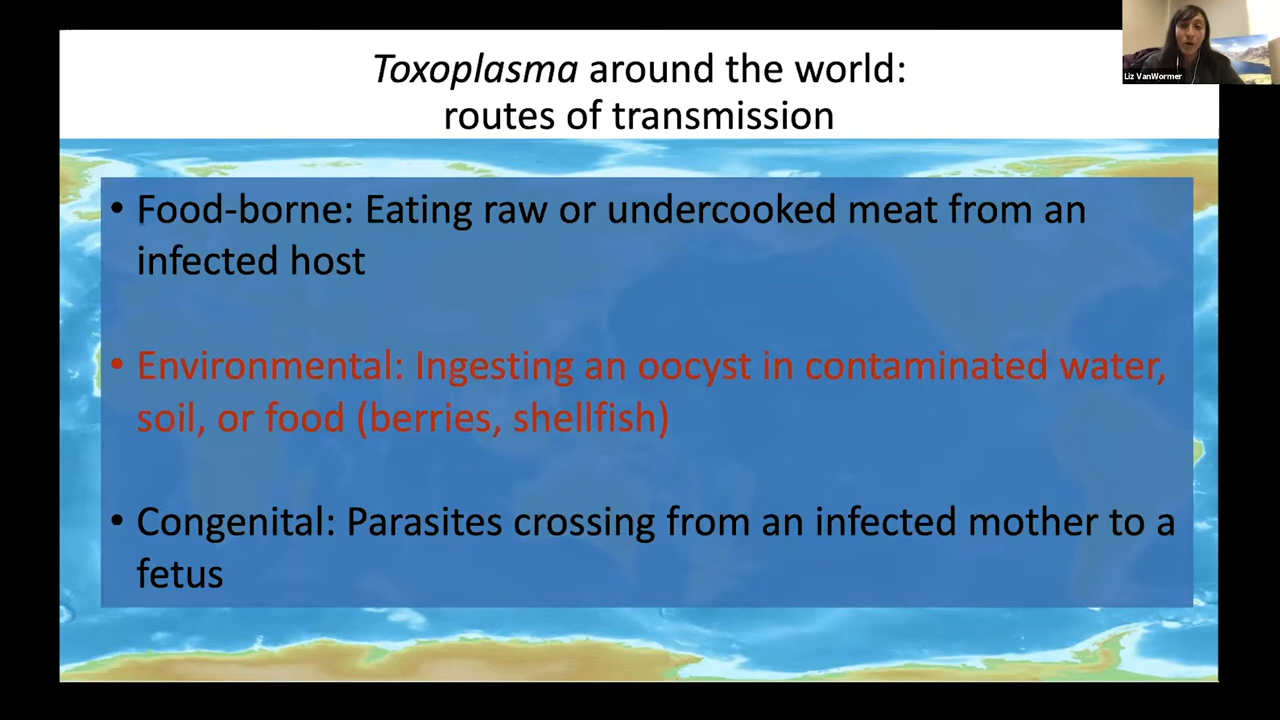 Toxoplasma around the world:
routes of transmission
Liz VanWormer
• Food-borne: Eating raw or undercooked meat from an
infected host
• Environmental: Ingesting an oocyst in contaminated water,
soil, or food (berries, shellfish)
• Congenital: Parasites crossing from an infected mother to a
fetus